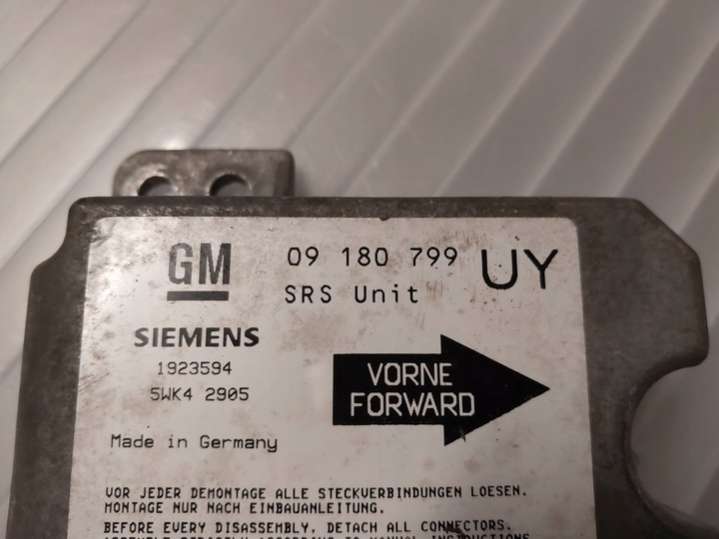 GM
09 180 799 UY
SRS Unit
SIEMENS
1923594
5WK4 2905
VORNE
FORWARD
Made in Germany
VOR JEDER DEMONTAGE ALLE STECKVERBINDUNGEN LOESEN.
MONTAGE NUR NACH EINBAUANLEITUNG.
BEFORE EVERY DISASSEMBLY, DETACH ALL CONNECTORS.